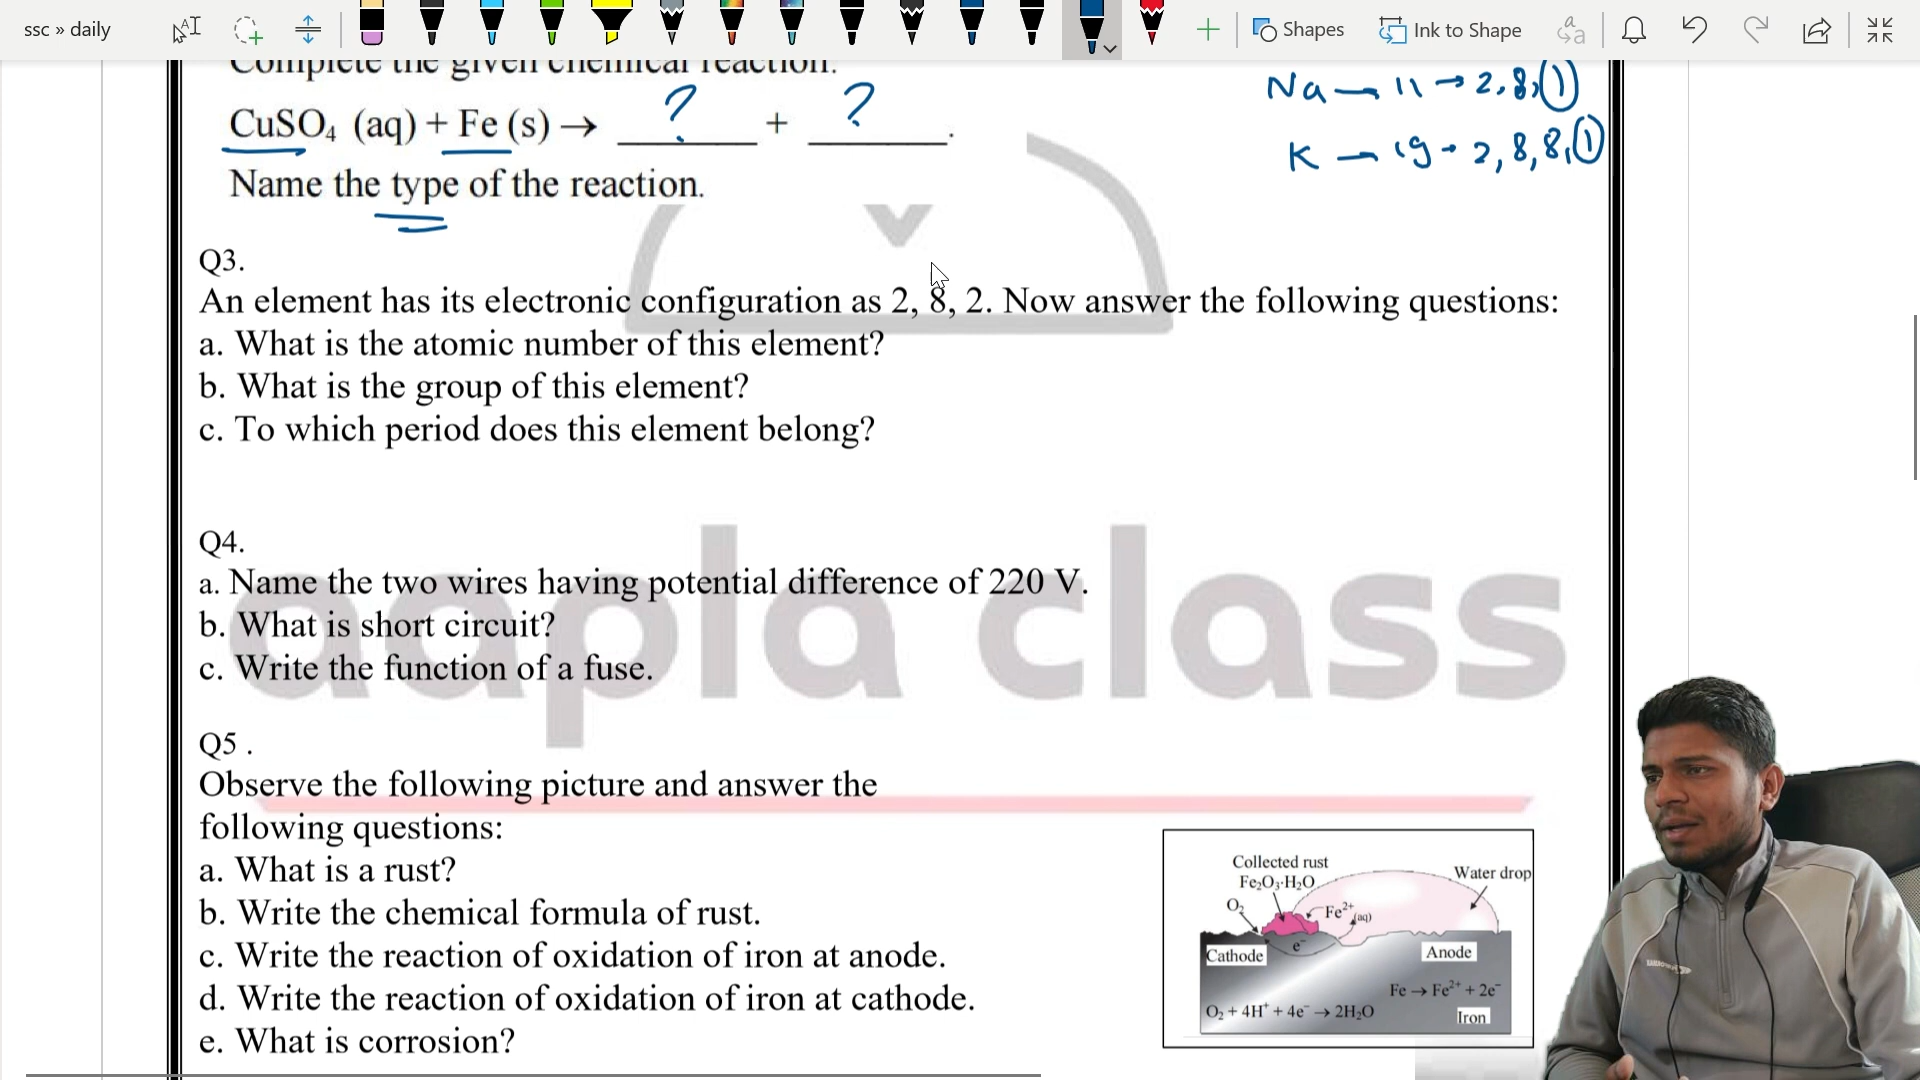 ssc » daily
Shapes
Ink to Shape
Complete the given chemical reaction.
CuSO₄ (aq) + Fe (s) → ? + ? .
Name the type of the reaction.
Na → 11 → 2,8,1
K → 19 → 2,8,8,1
Q3.
An element has its electronic configuration as 2, 8, 2. Now answer the following questions:
a. What is the atomic number of this element?
b. What is the group of this element?
c. To which period does this element belong?
Q4.
a. Name the two wires having potential difference of 220 V.
b. What is short circuit?
c. Write the function of a fuse.
aapla class
Q5 .
Observe the following picture and answer the
following questions:
a. What is a rust?
b. Write the chemical formula of rust.
c. Write the reaction of oxidation of iron at anode.
d. Write the reaction of oxidation of iron at cathode.
e. What is corrosion?
Collected rust
Fe₂O₃·H₂O
Water drop
O₂
Fe²⁺ (aq)
e⁻
Cathode
Anode
Fe → Fe²⁺ + 2e⁻
O₂ + 4H⁺ + 4e⁻ → 2H₂O
Iron